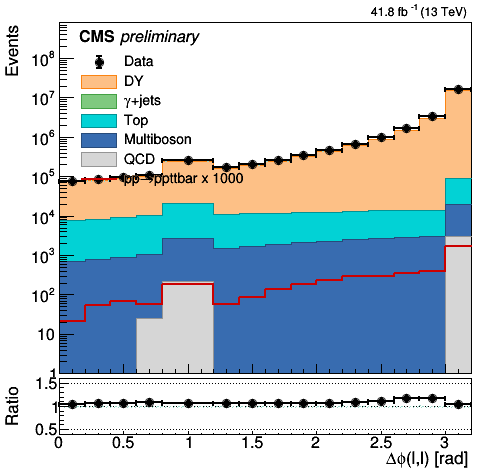 41.8 fb⁻¹ (13 TeV)
CMS preliminary
Data
DY
γ+jets
Top
Multiboson
QCD
pp→ppttbar x 1000
Events
10⁸
10⁷
10⁶
10⁵
10⁴
10³
10²
10
1
Ratio
1.5
1
0.5
0 0.5 1 1.5 2 2.5 3
Δϕ(l,l) [rad]